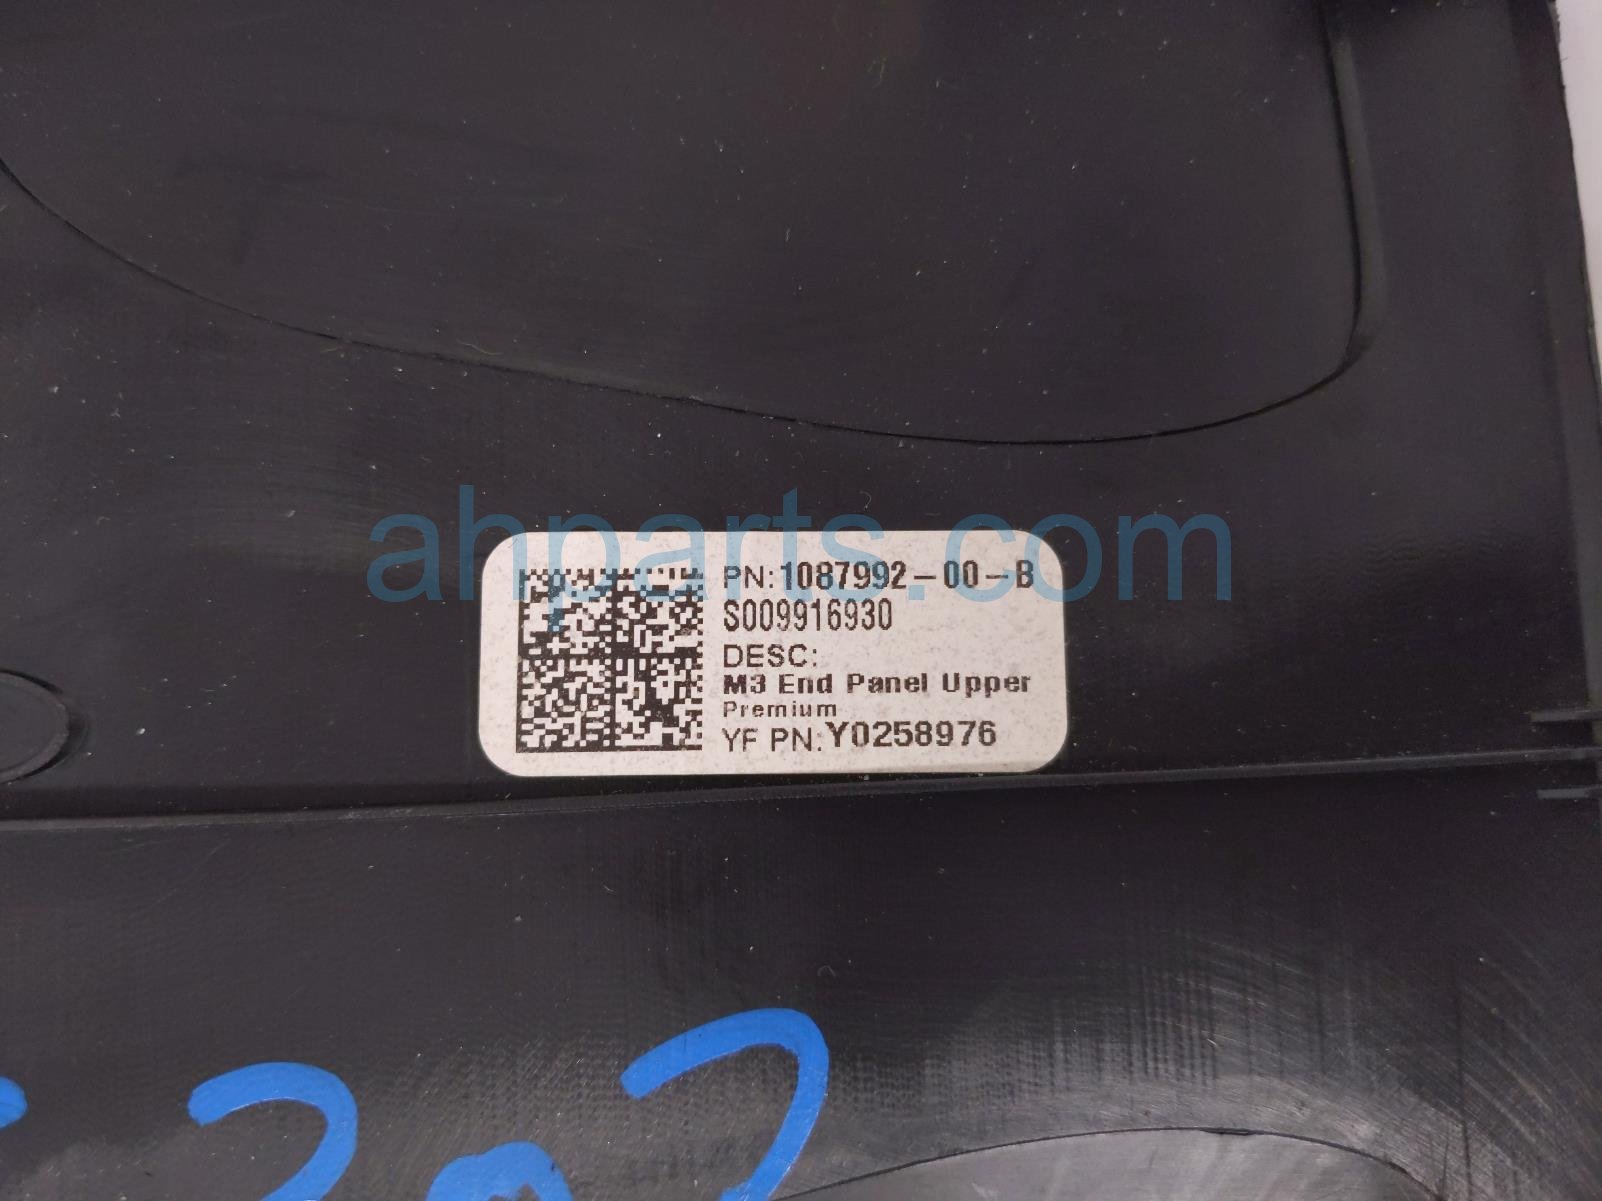 ahparts.com
PN:1087992-00-B
S009916930
DESC:
M3 End Panel Upper
Premium
YF PN:Y0258976